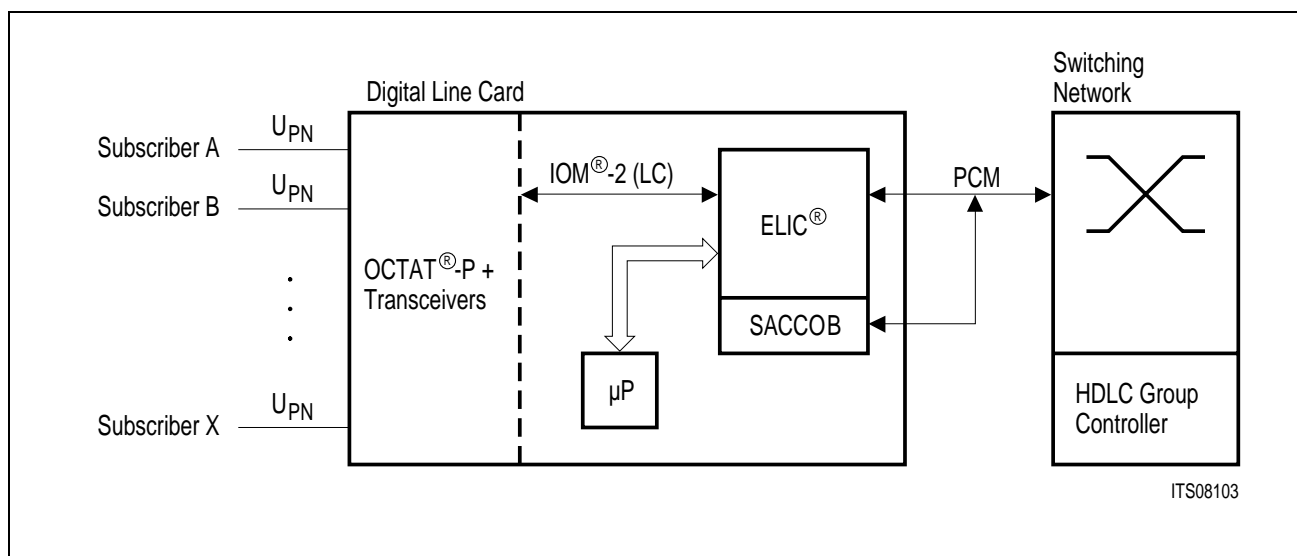 Switching
Network
Digital Line Card
Subscriber A
U_PN
Subscriber B
U_PN
.
.
.
Subscriber X
U_PN
OCTAT®-P +
Transceivers
IOM®-2 (LC)
ELIC®
SACCOB
µP
PCM
HDLC Group
Controller
ITS08103